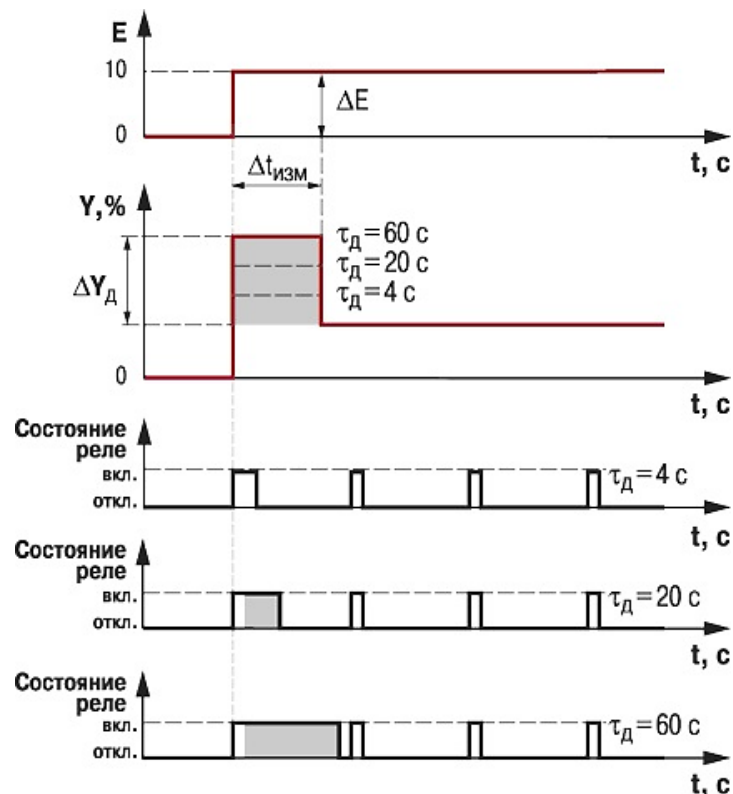 E
10
ΔE
0
t, с
Δtизм
Y,%
τд=60 с
τд=20 с
ΔYд
τд=4 с
0
t, с
Состояние
реле
вкл.
τд=4 с
откл.
t, с
Состояние
реле
вкл.
τд=20 с
откл.
t, с
Состояние
реле
вкл.
τд=60 с
откл.
t, с